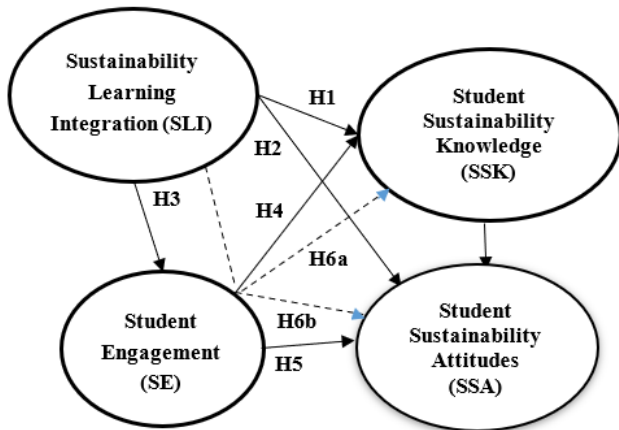 Sustainability
Learning
Integration (SLI)
H1
Student
Sustainability
Knowledge
(SSK)
H2
H3
H4
H6a
Student
Engagement
(SE)
H6b
H5
Student
Sustainability
Attitudes
(SSA)